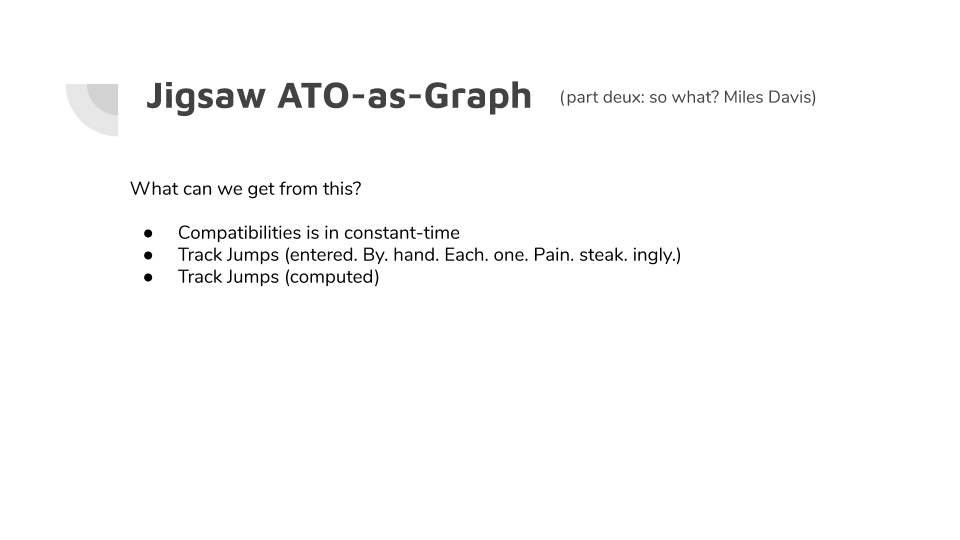 Jigsaw ATO-as-Graph (part deux: so what? Miles Davis)
What can we get from this?
● Compatibilities is in constant-time
● Track Jumps (entered. By. hand. Each. one. Pain. steak. ingly.)
● Track Jumps (computed)